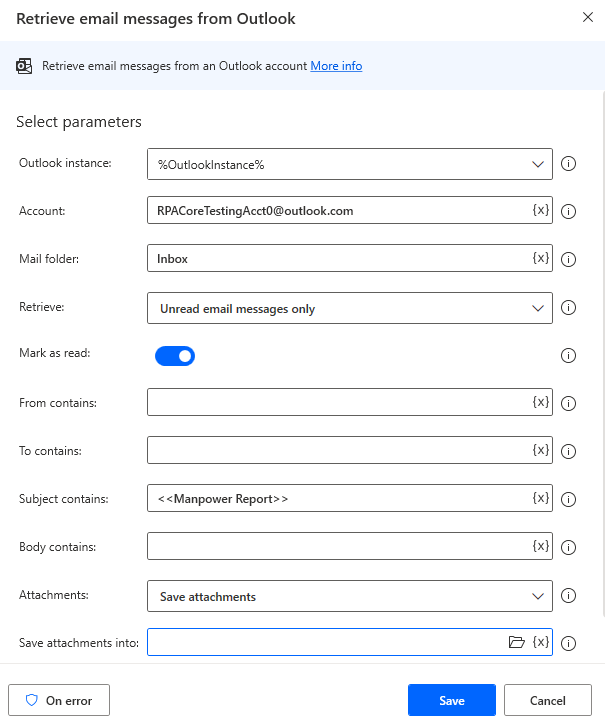 Retrieve email messages from Outlook
Retrieve email messages from an Outlook account More info
Select parameters
Outlook instance: %OutlookInstance%
Account: RPACoreTestingAcct0@outlook.com {x}
Mail folder: Inbox {x}
Retrieve: Unread email messages only
Mark as read:
From contains: {x}
To contains: {x}
Subject contains: <<Manpower Report>> {x}
Body contains: {x}
Attachments: Save attachments
Save attachments into: {x}
On error Save Cancel